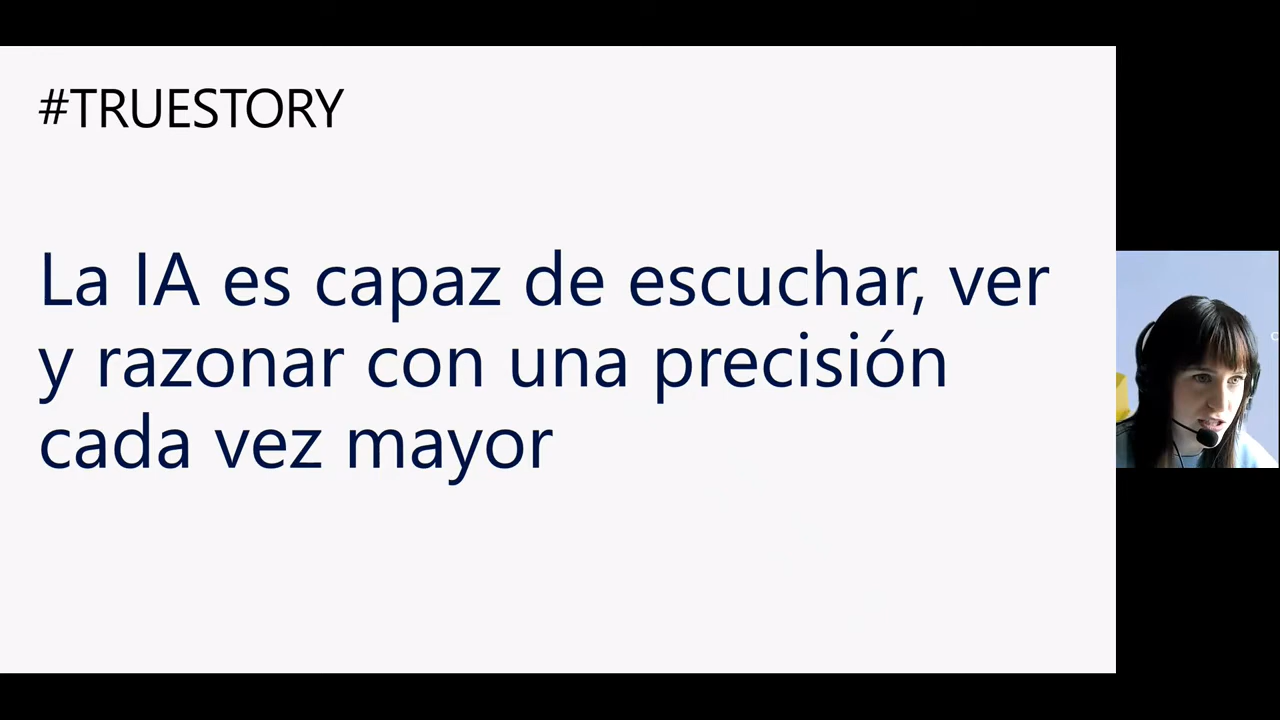 #TRUESTORY
La IA es capaz de escuchar, ver
y razonar con una precisión
cada vez mayor